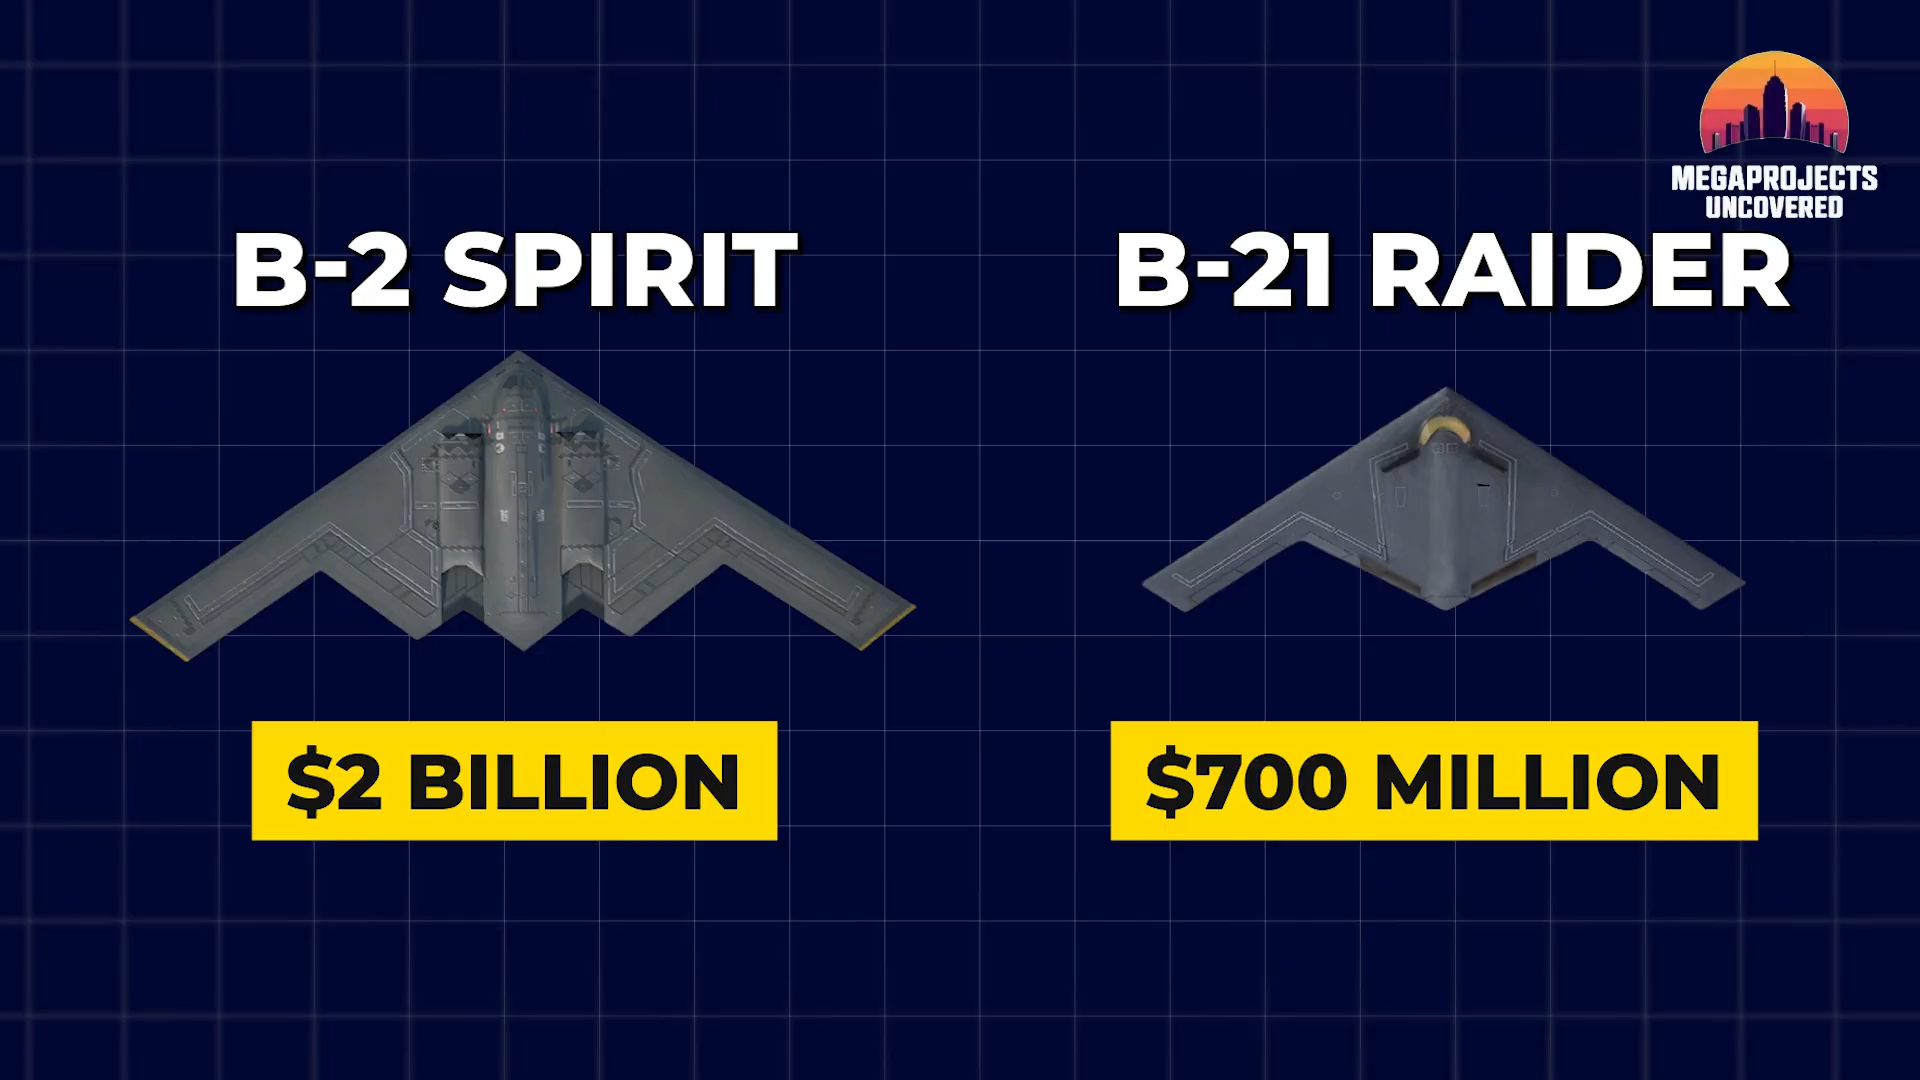 MEGAPROJECTS
UNCOVERED
B-2 SPIRIT
B-21 RAIDER
$2 BILLION
$700 MILLION